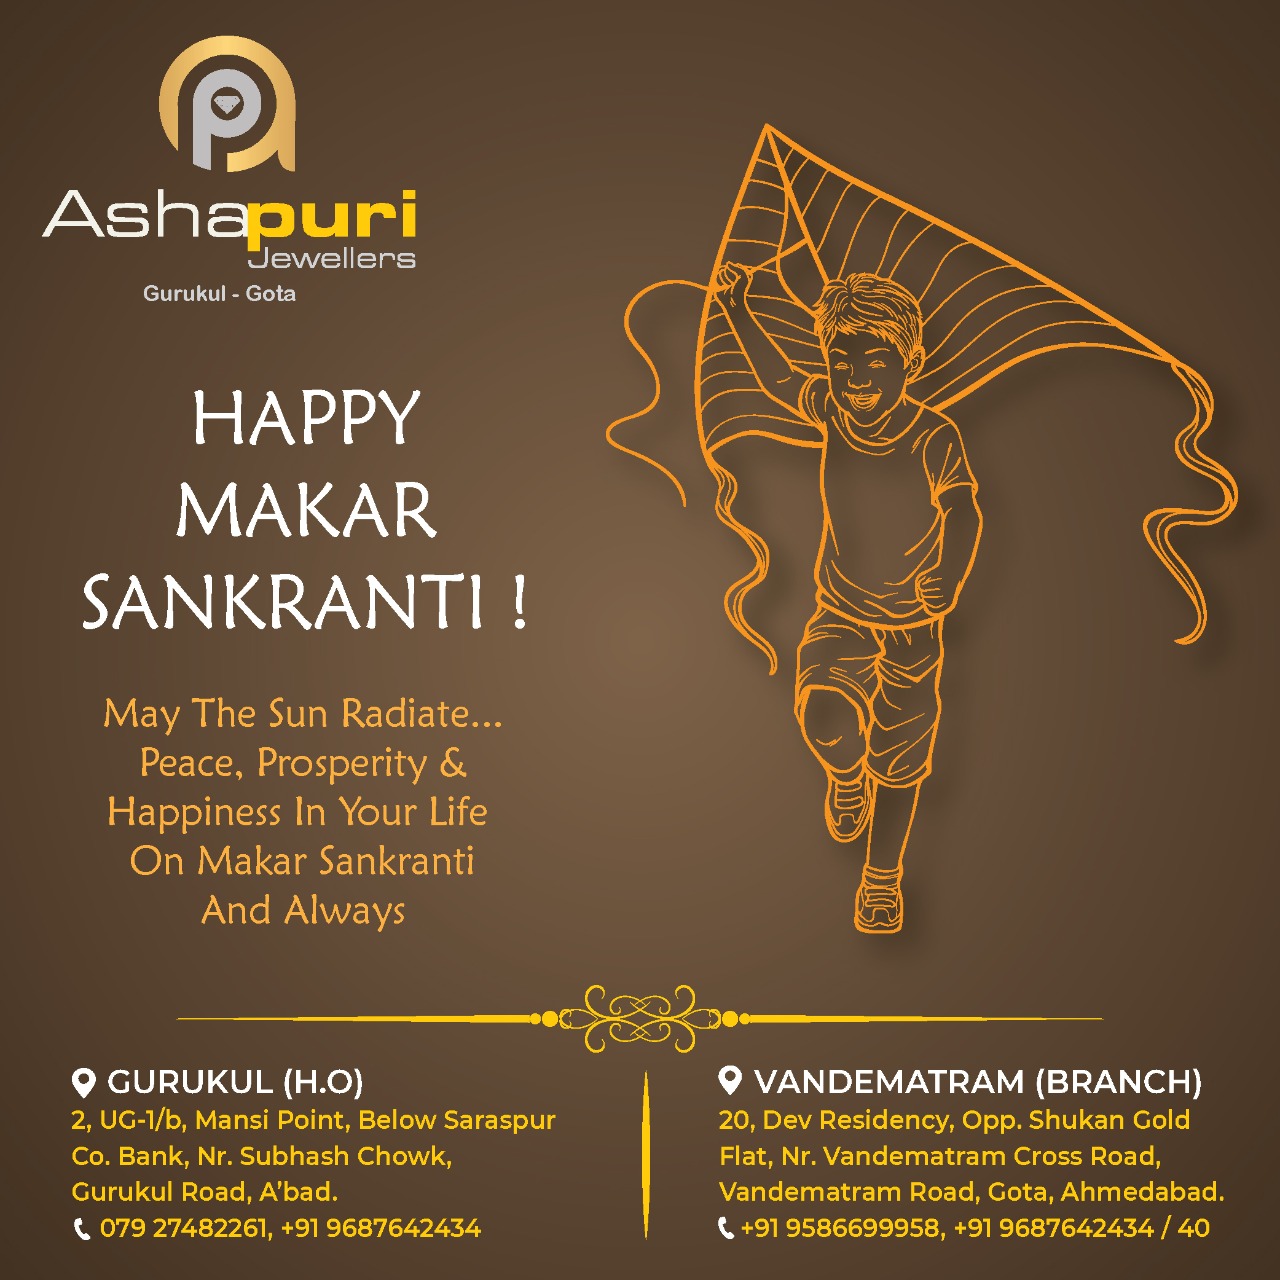 Ashapuri
Jewellers
Gurukul - Gota
HAPPY
MAKAR
SANKRANTI !
May The Sun Radiate...
Peace, Prosperity &
Happiness In Your Life
On Makar Sankranti
And Always
GURUKUL (H.O)
2, UG-1/b, Mansi Point, Below Saraspur
Co. Bank, Nr. Subhash Chowk,
Gurukul Road, A'bad.
079 27482261, +91 9687642434
VANDEMATRAM (BRANCH)
20, Dev Residency, Opp. Shukan Gold
Flat, Nr. Vandematram Cross Road,
Vandematram Road, Gota, Ahmedabad.
+91 9586699958, +91 9687642434 / 40